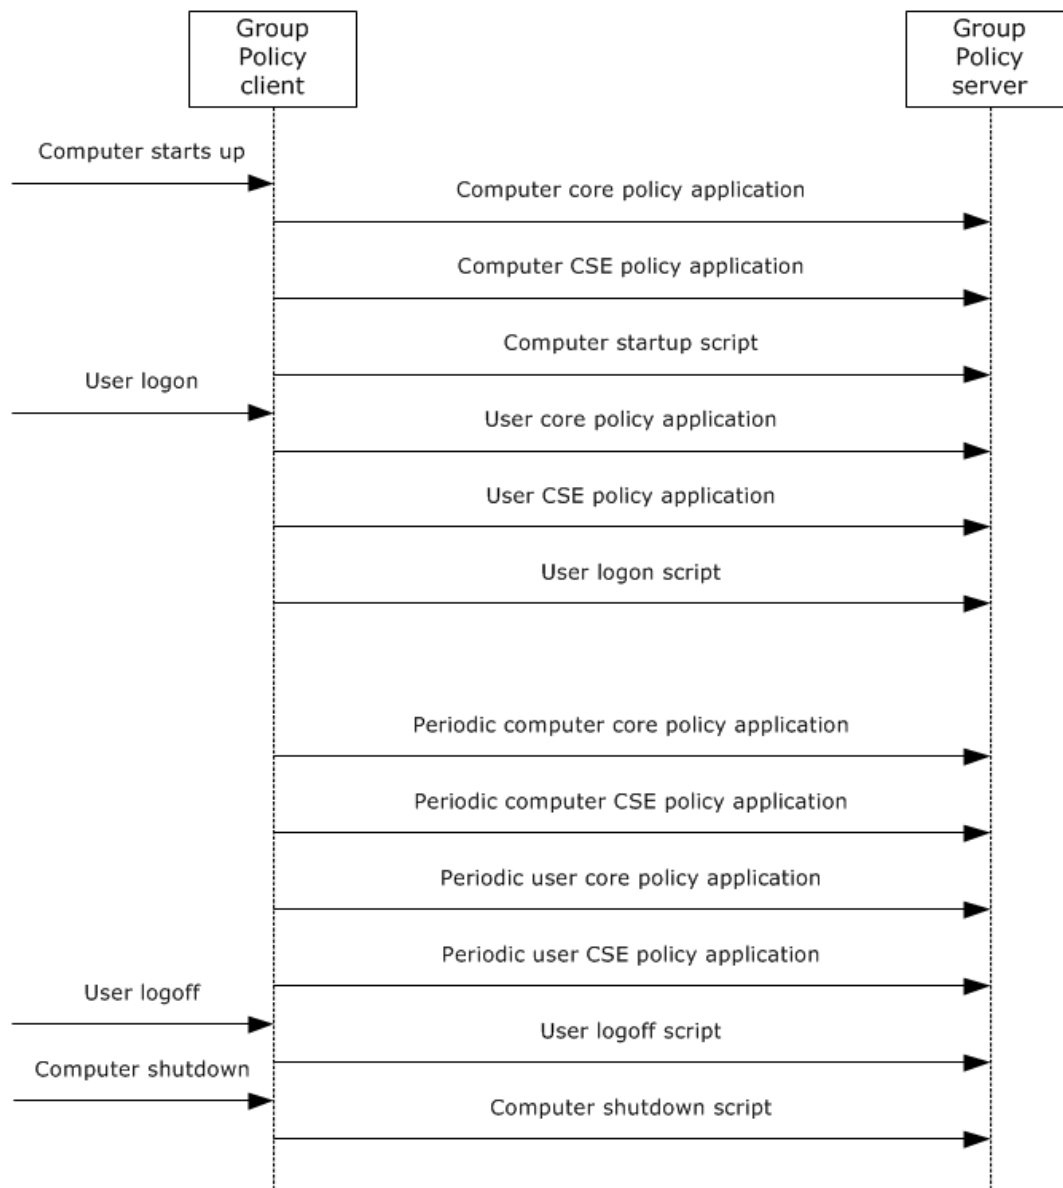 Group
Policy
client
Group
Policy
server
Computer starts up
Computer core policy application
Computer CSE policy application
Computer startup script
User logon
User core policy application
User CSE policy application
User logon script
Periodic computer core policy application
Periodic computer CSE policy application
Periodic user core policy application
Periodic user CSE policy application
User logoff
User logoff script
Computer shutdown
Computer shutdown script